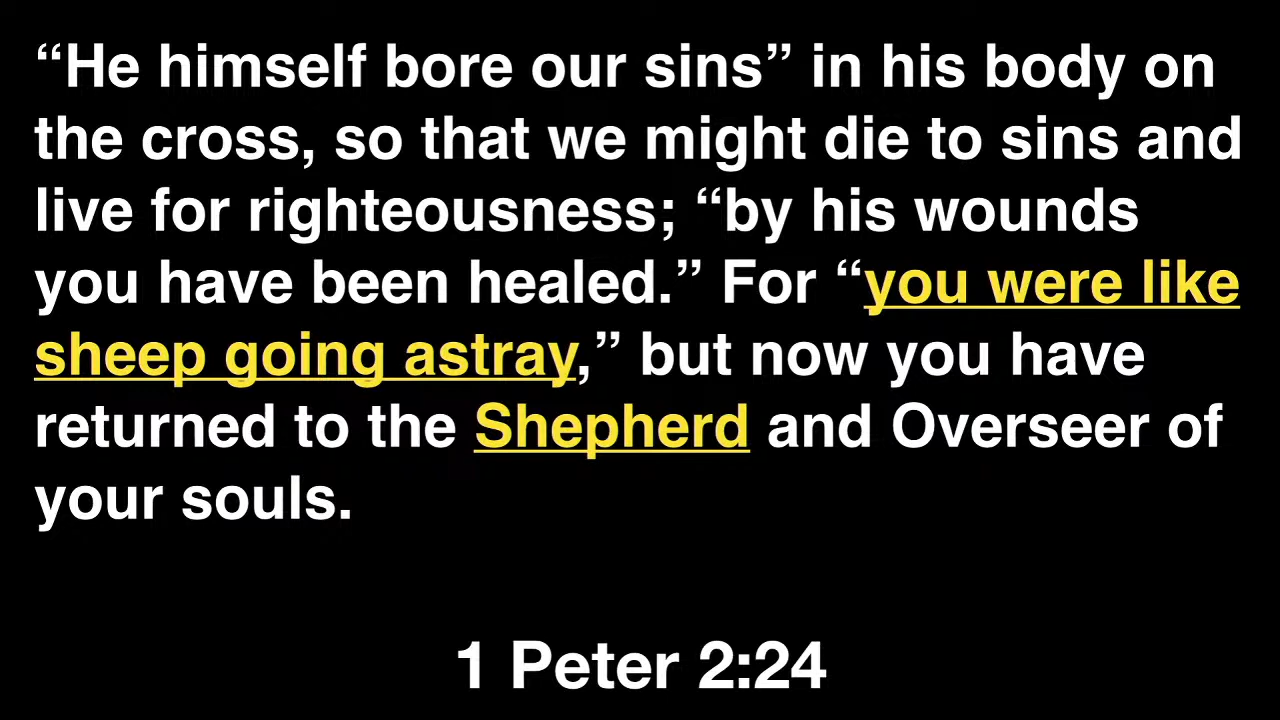 “He himself bore our sins” in his body on
the cross, so that we might die to sins and
live for righteousness; “by his wounds
you have been healed.” For “you were like
sheep going astray,” but now you have
returned to the Shepherd and Overseer of
your souls.
1 Peter 2:24